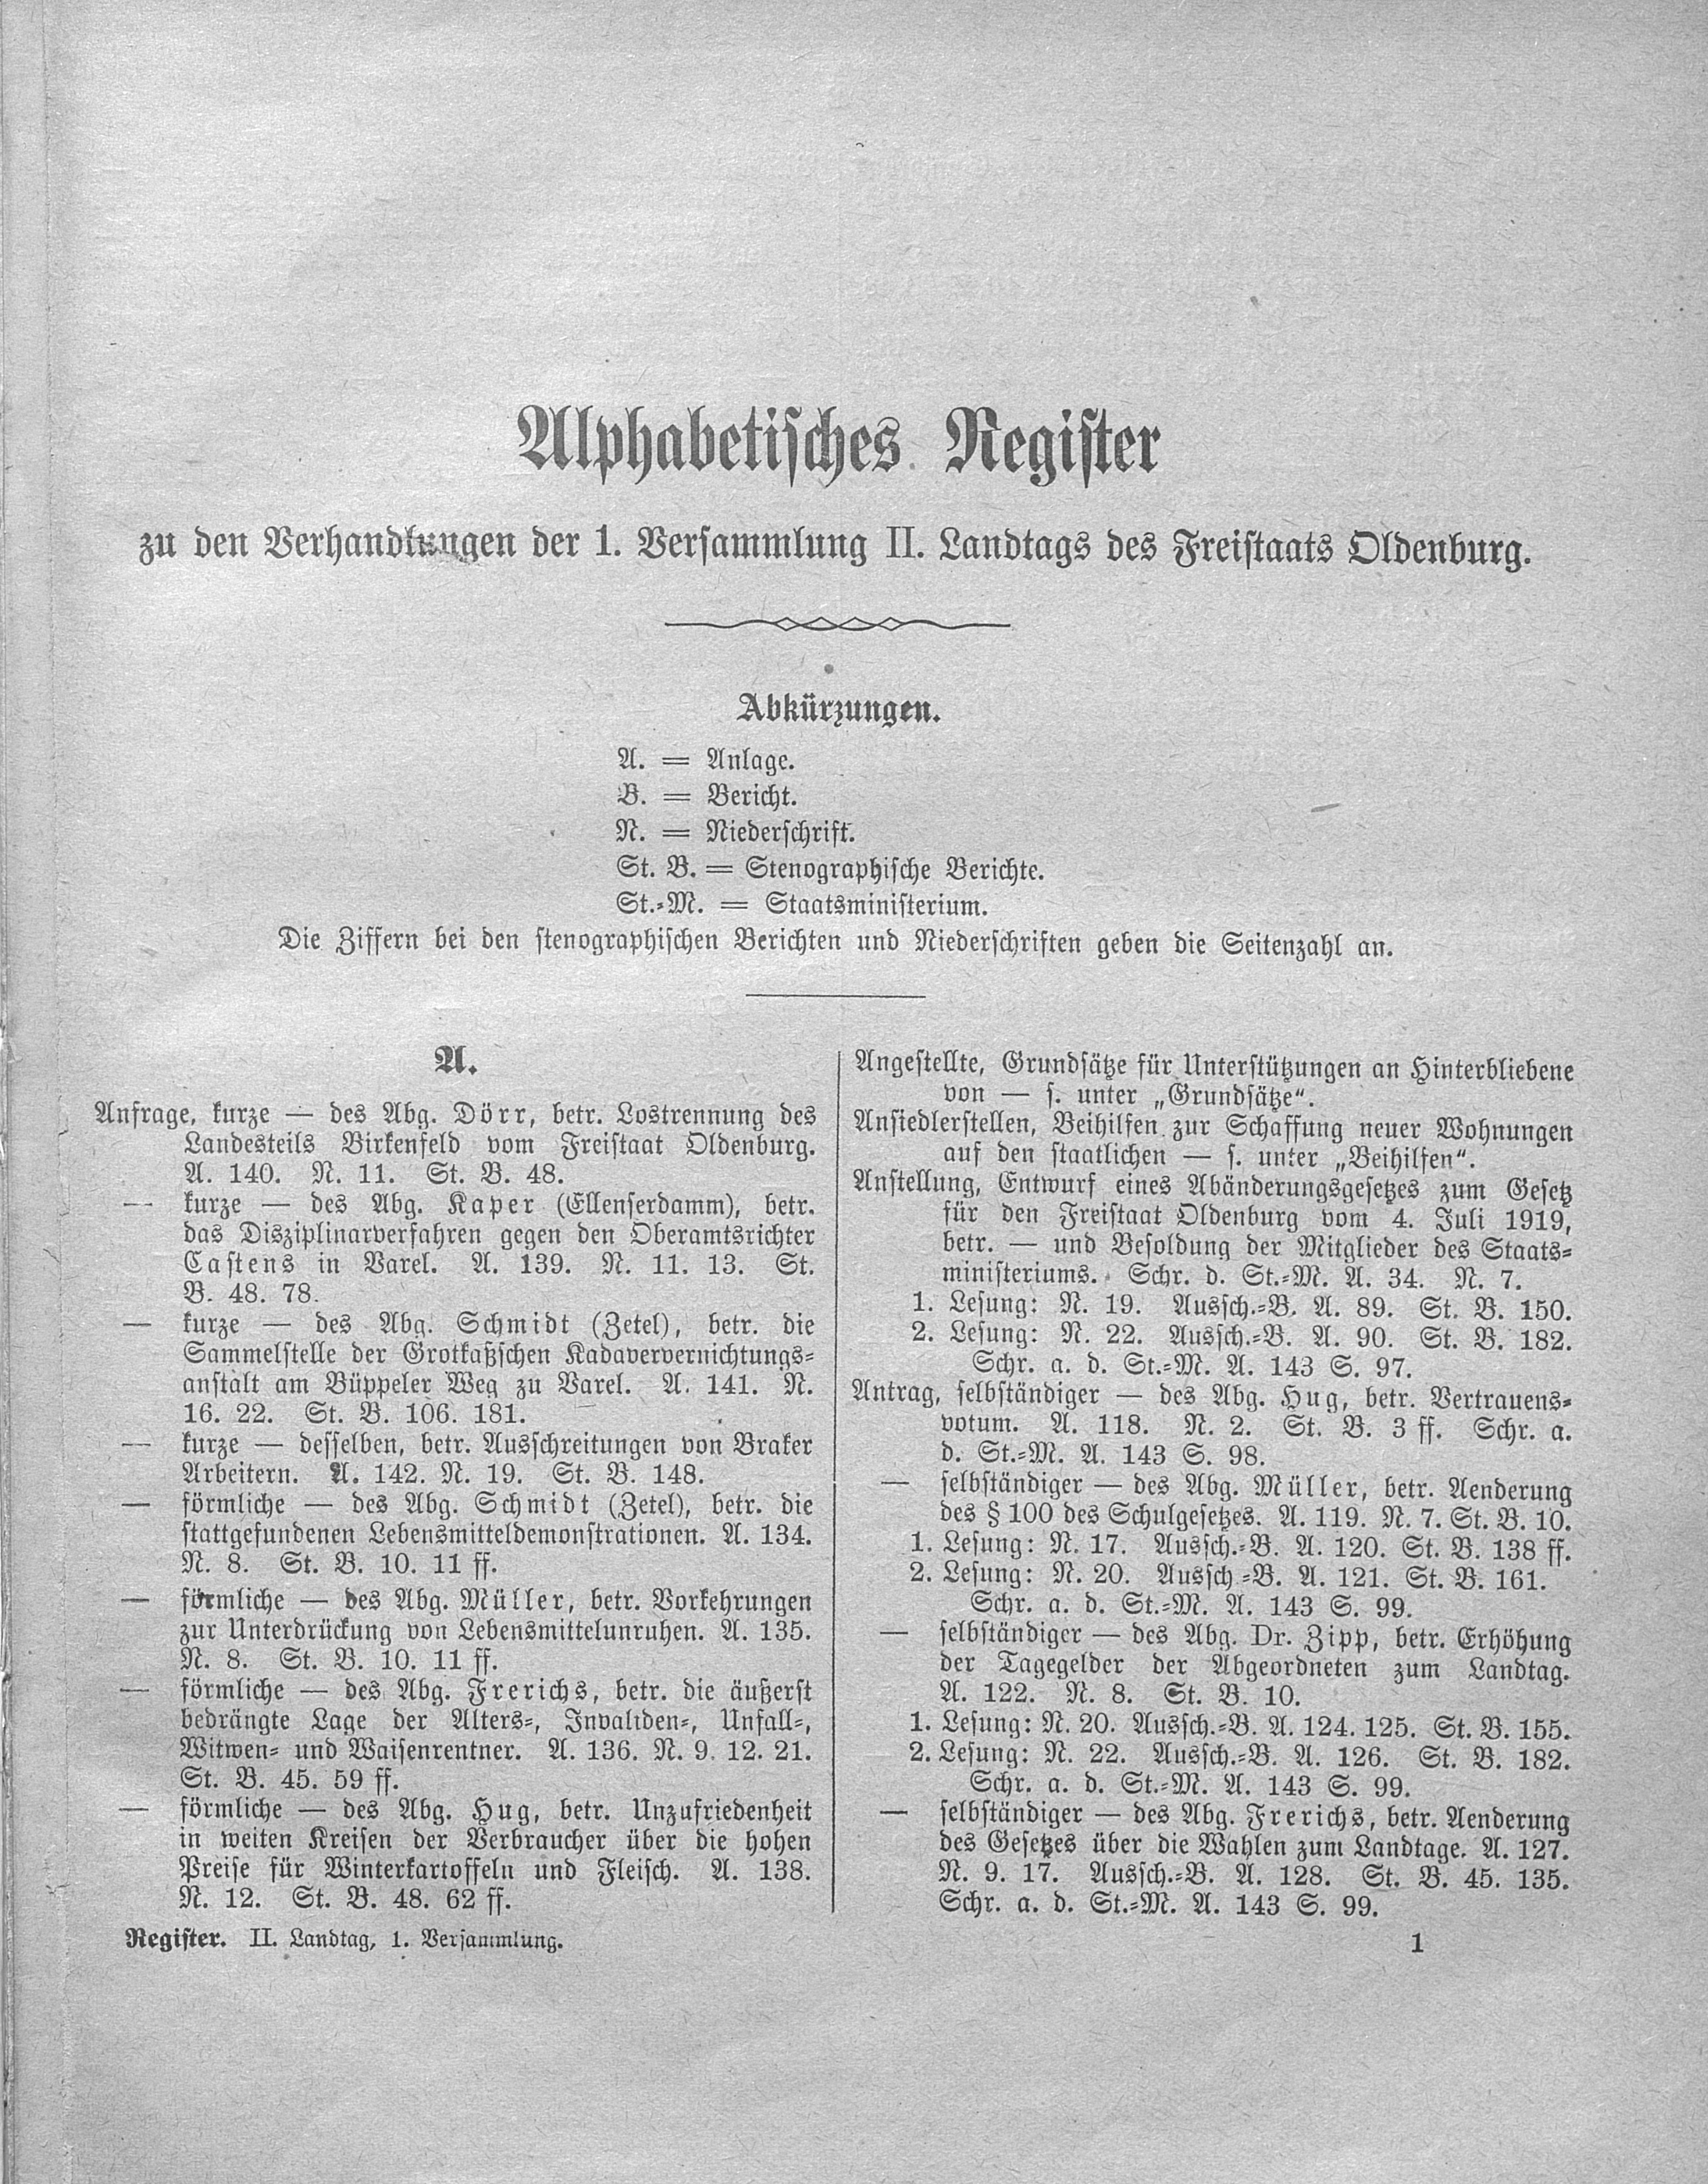 Alphabetisches Register
zu den Verhandlungen der 1. Versammlung II. Landtags des Freistaats Oldenburg.
Abkürzungen.
A. = Anlage.
B. = Bericht.
N. = Niederschrift.
St. B. = Stenographische Berichte.
St.-M. = Staatsministerium.
Die Ziffern bei den stenographischen Berichten und Niederschriften geben die Seitenzahl an.
A.
Anfrage, kurze — des Abg. Dörr, betr. Lostrennung des
Landesteils Birkenfeld vom Freistaat Oldenburg.
A. 140. N. 11. St. B. 48.
— kurze — des Abg. Kaper (Ellenserdamm), betr.
das Disziplinarverfahren gegen den Oberamtsrichter
Castens in Varel. A. 139. N. 11. 13. St.
B. 48. 78.
— kurze — des Abg. Schmidt (Zetel), betr. die
Sammelstelle der Grotkaßschen Kadaververnichtungs-
anstalt am Büppeler Weg zu Varel. A. 141. N.
16. 22. St. B. 106. 181.
— kurze — desselben, betr. Ausschreitungen von Braker
Arbeitern. A. 142. N. 19. St. B. 148.
— förmliche — des Abg. Schmidt (Zetel), betr. die
stattgefundenen Lebensmitteldemonstrationen. A. 134.
N. 8. St. B. 10. 11 ff.
— förmliche — des Abg. Müller, betr. Vorkehrungen
zur Unterdrückung von Lebensmittelunruhen. A. 135.
N. 8. St. B. 10. 11 ff.
— förmliche — des Abg. Frerichs, betr. die äußerst
bedrängte Lage der Alters-, Invaliden-, Unfall-,
Witwen- und Waisenrentner. A. 136. N. 9. 12. 21.
St. B. 45. 59 ff.
— förmliche — des Abg. Hug, betr. Unzufriedenheit
in weiten Kreisen der Verbraucher über die hohen
Preise für Winterkartoffeln und Fleisch. A. 138.
N. 12. St. B. 48. 62 ff.
Angestellte, Grundsätze für Unterstützungen an Hinterbliebene
von — s. unter „Grundsätze“.
Ansiedlerstellen, Beihilfen zur Schaffung neuer Wohnungen
auf den staatlichen — s. unter „Beihilfen“.
Anstellung, Entwurf eines Abänderungsgesetzes zum Gesetz
für den Freistaat Oldenburg vom 4. Juli 1919,
betr. — und Besoldung der Mitglieder des Staats-
ministeriums. Schr. d. St.-M. A. 34. N. 7.
1. Lesung: N. 19. Aussch.-B. A. 89. St. B. 150.
2. Lesung: N. 22. Aussch.-B. A. 90. St. B. 182.
Schr. a. d. St.-M. A. 143 S. 97.
Antrag, selbständiger — des Abg. Hug, betr. Vertrauens-
votum. A. 118. N. 2. St. B. 3 ff. Schr. a.
d. St.-M. A. 143 S. 98.
— selbständiger — des Abg. Müller, betr. Aenderung
des § 100 des Schulgesetzes. A. 119. N. 7. St. B. 10.
1. Lesung: N. 17. Aussch.-B. A. 120. St. B. 138 ff.
2. Lesung: N. 20. Aussch.-B. A. 121. St. B. 161.
Schr. a. d. St.-M. A. 143 S. 99.
— selbständiger — des Abg. Dr. Zipp, betr. Erhöhung
der Tagegelder der Abgeordneten zum Landtag.
A. 122. N. 8. St. B. 10.
1. Lesung: N. 20. Aussch.-B. A. 124. 125. St. B. 155.
2. Lesung: N. 22. Aussch.-B. A. 126. St. B. 182.
Schr. a. d. St.-M. A. 143 S. 99.
— selbständiger — des Abg. Frerichs, betr. Aenderung
des Gesetzes über die Wahlen zum Landtage. A. 127.
N. 9. 17. Aussch.-B. A. 128. St. B. 45. 135.
Schr. a. d. St.-M. A. 143 S. 99.
Register. II. Landtag, 1. Versammlung. 1